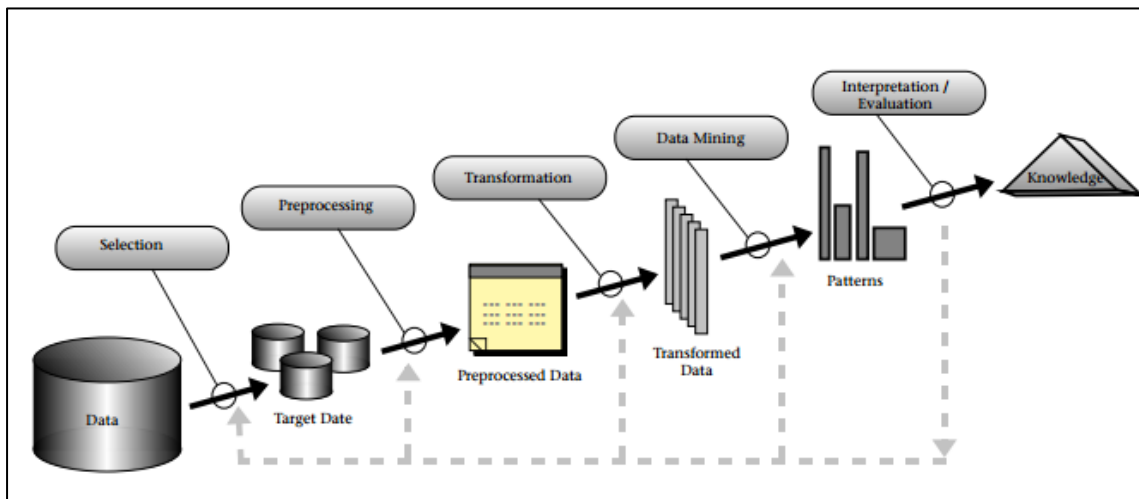 Interpretation /
Evaluation
Data Mining
Transformation
Preprocessing
Selection
Knowledge
Patterns
Transformed
Data
Preprocessed Data
Target Date
Data